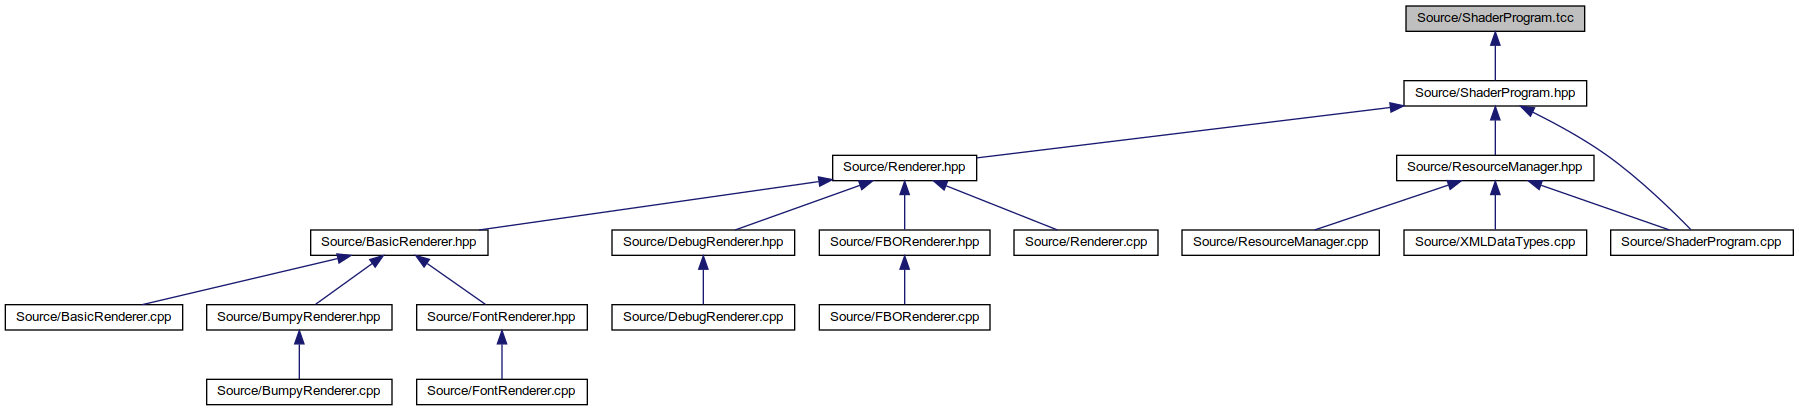 Source/ShaderProgram.tcc
Source/ShaderProgram.hpp
Source/Renderer.hpp
Source/ResourceManager.hpp
Source/BasicRenderer.hpp
Source/DebugRenderer.hpp
Source/FBORenderer.hpp
Source/Renderer.cpp
Source/ResourceManager.cpp
Source/XMLDataTypes.cpp
Source/ShaderProgram.cpp
Source/BasicRenderer.cpp
Source/BumpyRenderer.hpp
Source/FontRenderer.hpp
Source/DebugRenderer.cpp
Source/FBORenderer.cpp
Source/BumpyRenderer.cpp
Source/FontRenderer.cpp